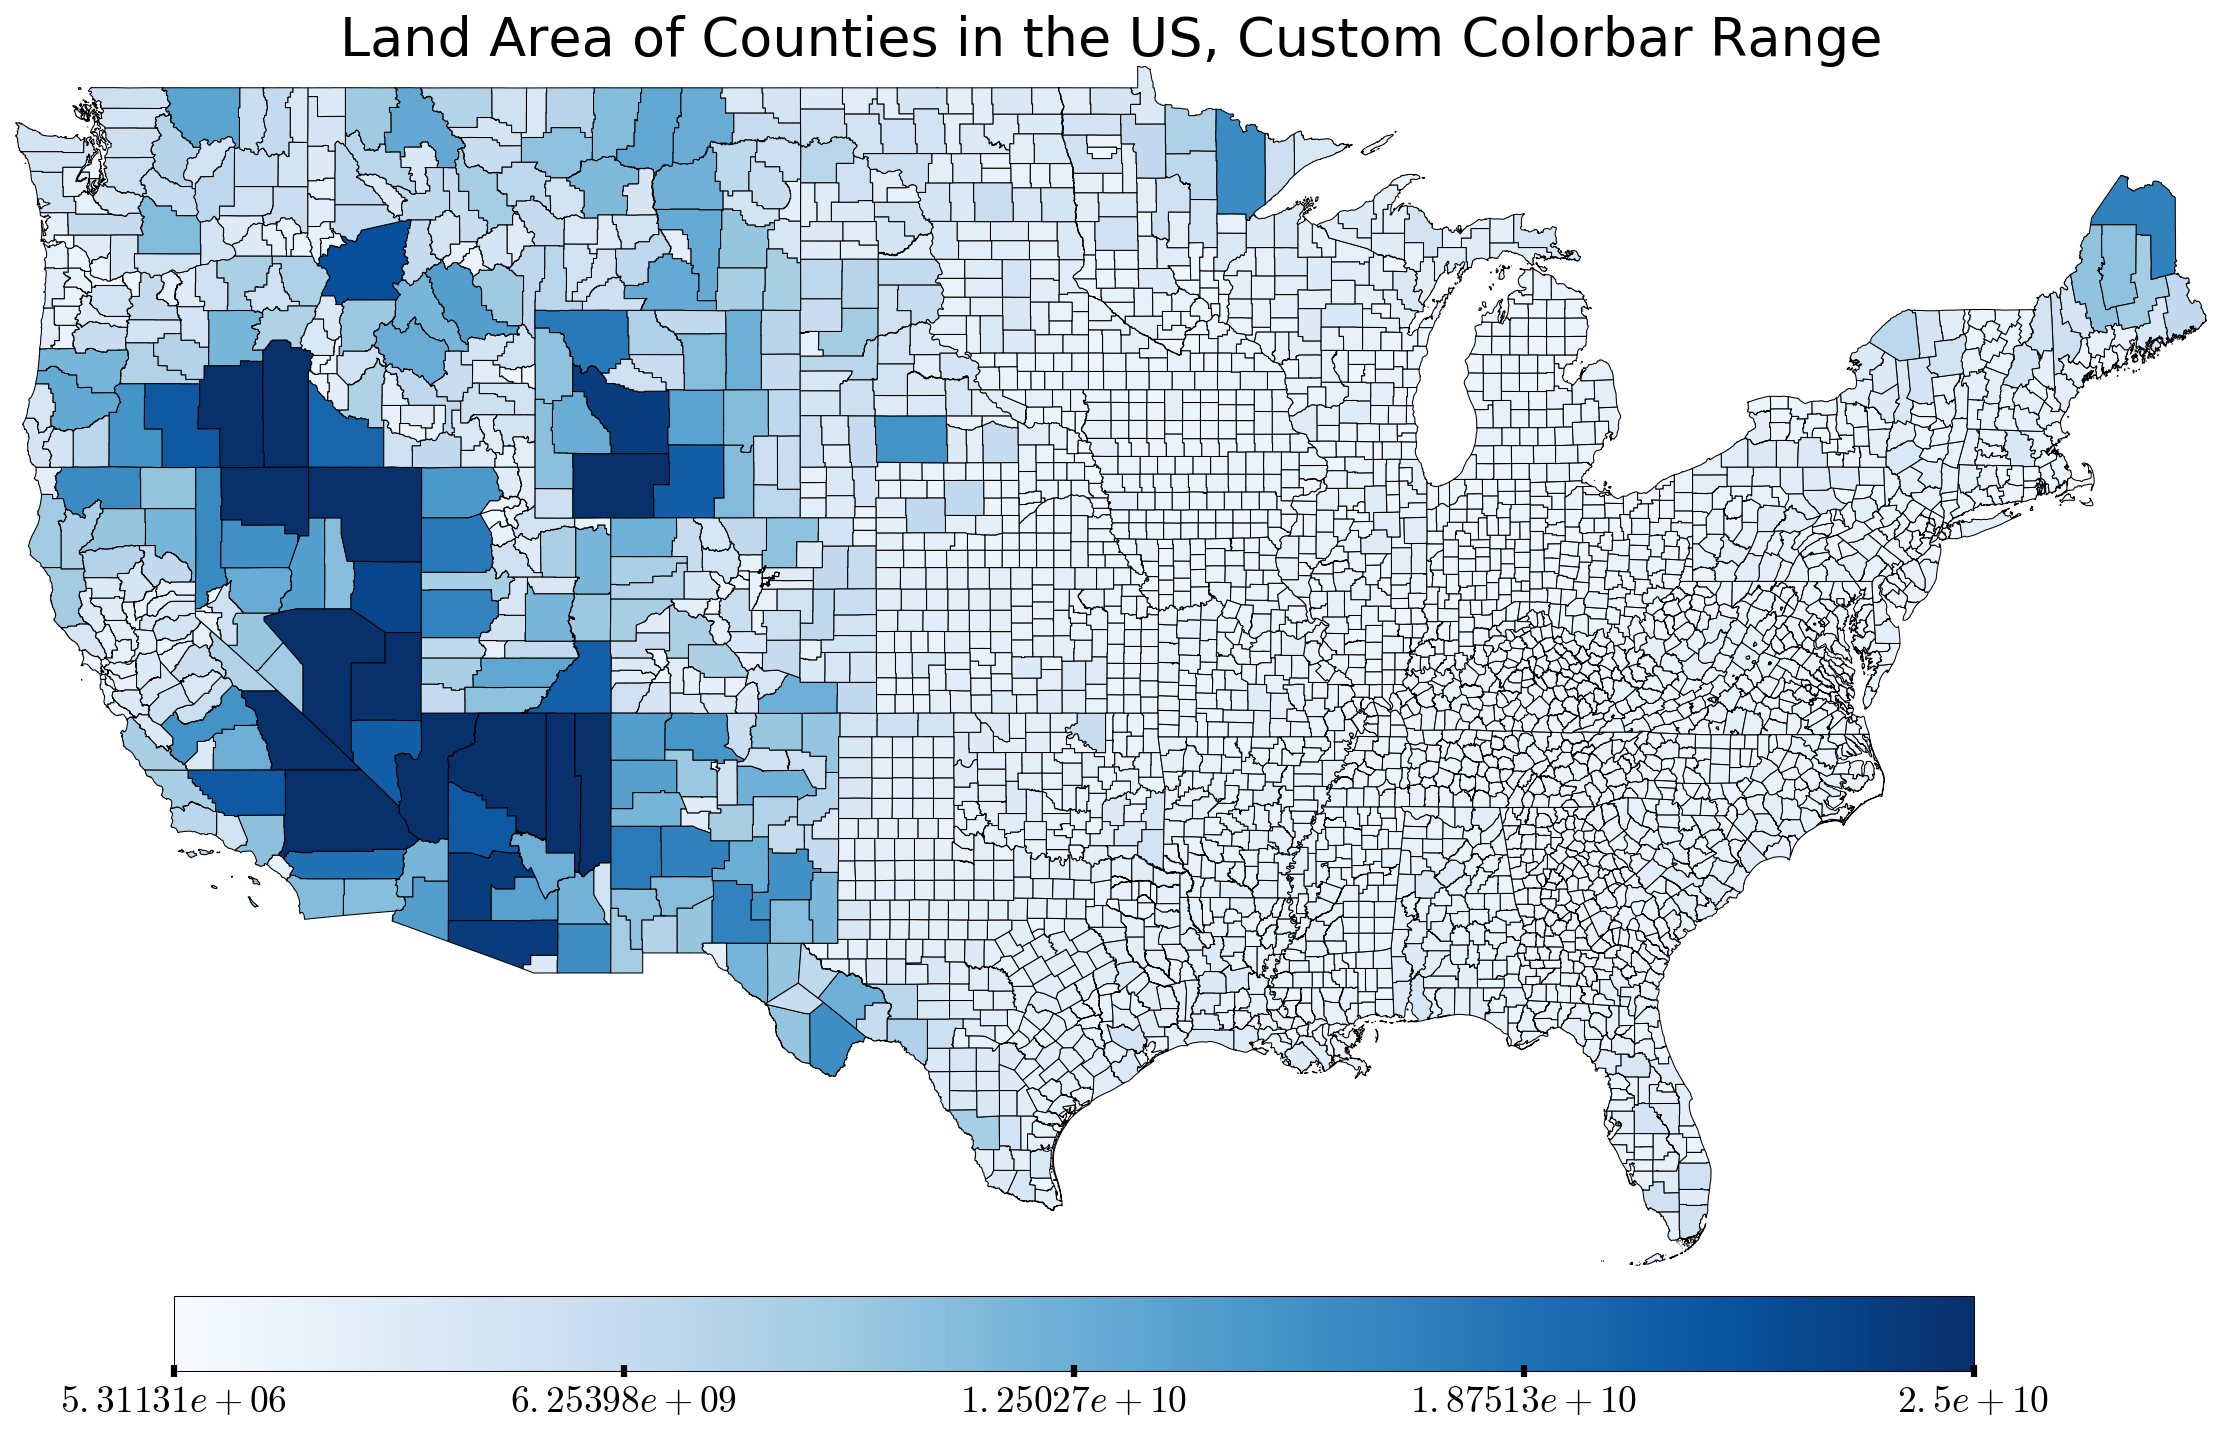 Land Area of Counties in the US, Custom Colorbar Range
5.31131e+06 6.25398e+09 1.25027e+10 1.87513e+10 2.5e+10